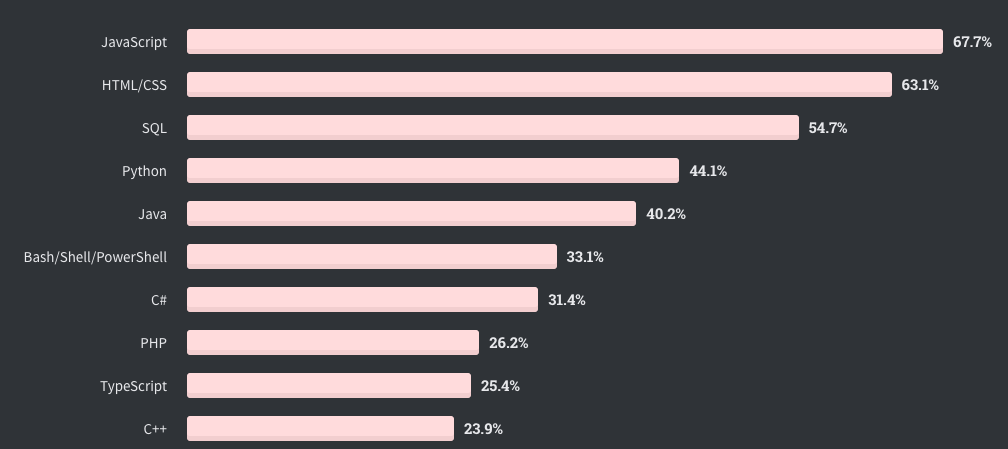 JavaScript 67.7%
HTML/CSS 63.1%
SQL 54.7%
Python 44.1%
Java 40.2%
Bash/Shell/PowerShell 33.1%
C# 31.4%
PHP 26.2%
TypeScript 25.4%
C++ 23.9%